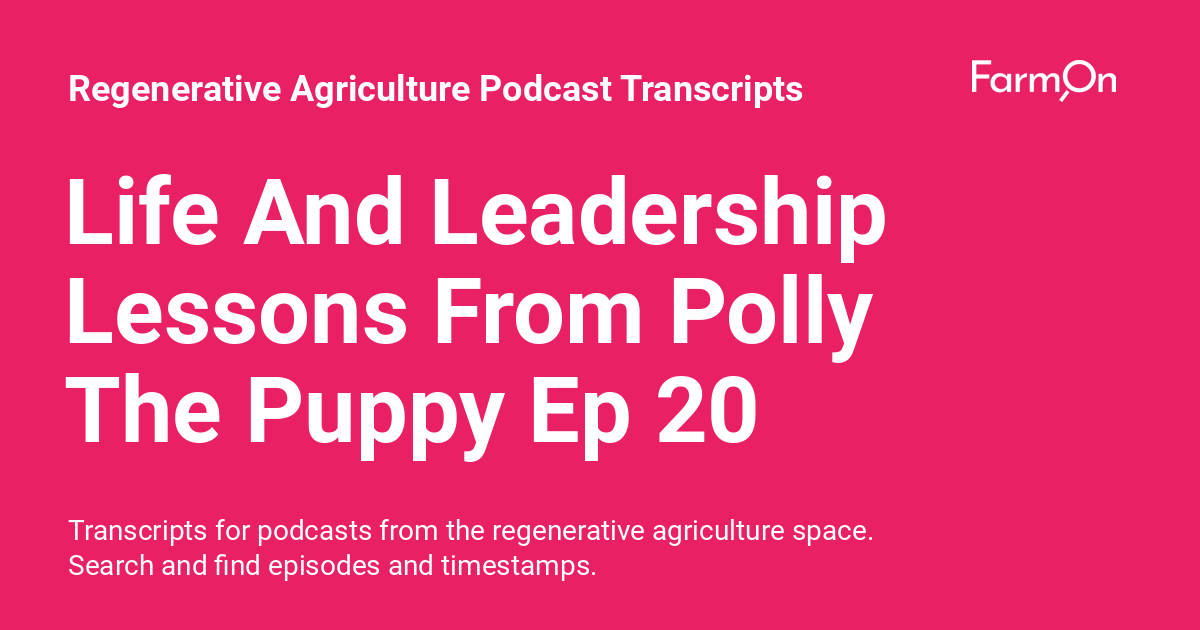 Regenerative Agriculture Podcast Transcripts
FarmOn
Life And Leadership
Lessons From Polly
The Puppy Ep 20
Transcripts for podcasts from the regenerative agriculture space.
Search and find episodes and timestamps.